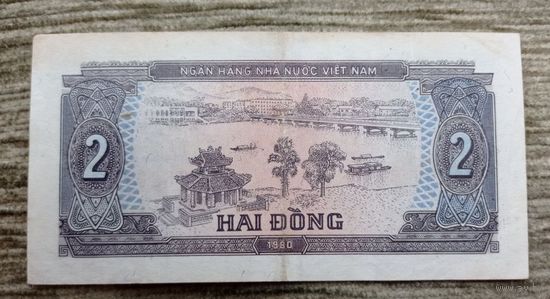 NGÂN HÀNG NHÀ NƯỚC VIỆT NAM
2 2
HAI ĐỒNG
1980